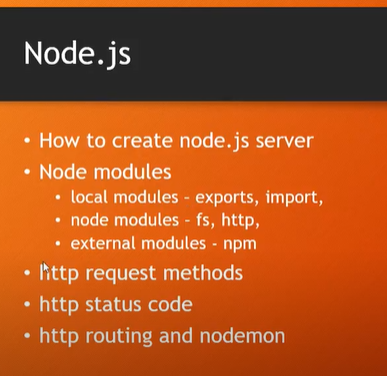 Node.js
• How to create node.js server
• Node modules
• local modules - exports, import,
• node modules - fs, http,
• external modules - npm
• http request methods
• http status code
• http routing and nodemon